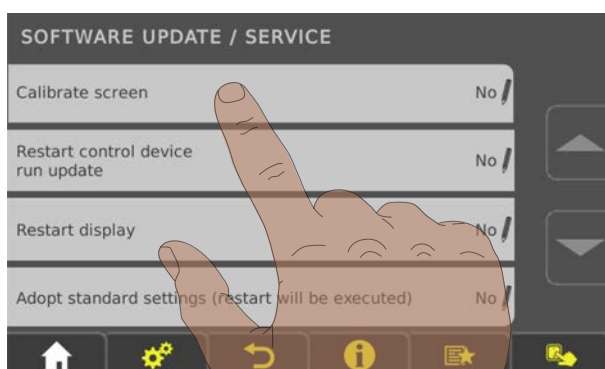 SOFTWARE UPDATE / SERVICE
Calibrate screen No
Restart control device
run update No
Restart display No
Adopt standard settings (restart will be executed) No